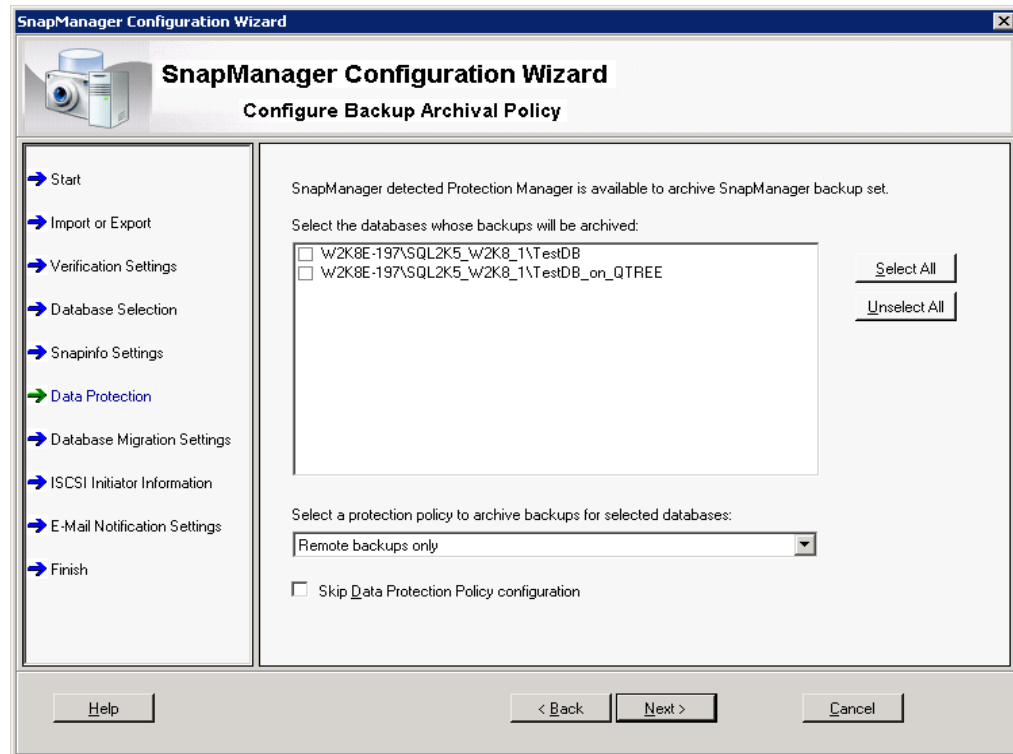 SnapManager Configuration Wizard
SnapManager Configuration Wizard
Configure Backup Archival Policy
Start
Import or Export
Verification Settings
Database Selection
Snapinfo Settings
Data Protection
Database Migration Settings
ISCSI Initiator Information
E-Mail Notification Settings
Finish
SnapManager detected Protection Manager is available to archive SnapManager backup set.
Select the databases whose backups will be archived:
W2K8E-197\SQL2K5_W2K8_1\TestDB
W2K8E-197\SQL2K5_W2K8_1\TestDB_on_QTREE
Select All
Unselect All
Select a protection policy to archive backups for selected databases:
Remote backups only
Skip Data Protection Policy configuration
Help
< Back
Next >
Cancel